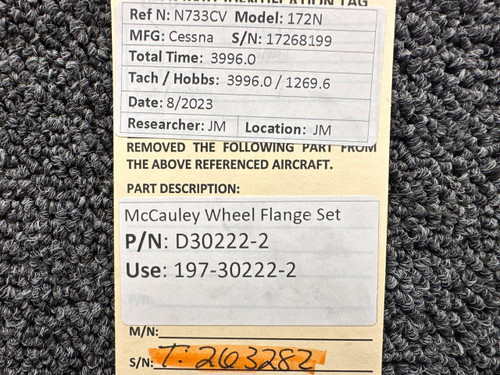 IDENTIFICATION TAG
Ref N: N733CV Model: 172N
MFG: Cessna S/N: 17268199
Total Time: 3996.0
Tach / Hobbs: 3996.0 / 1269.6
Date: 8/2023
Researcher: JM Location: JM
REMOVED THE FOLLOWING PART FROM
THE ABOVE REFERENCED AIRCRAFT.
PART DESCRIPTION:
McCauley Wheel Flange Set
P/N: D30222-2
Use: 197-30222-2
M/N:
S/N: T: 263282